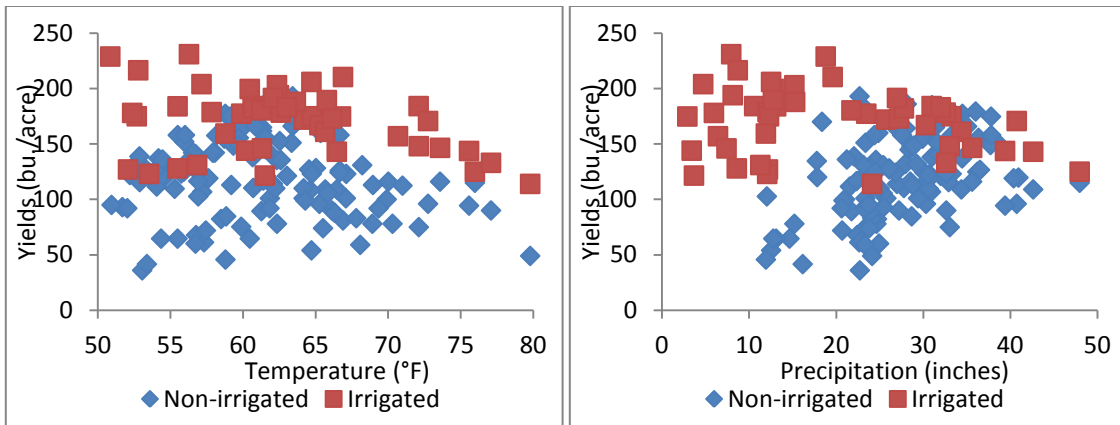 250
200
150
100
50
0
Yields (bu./acre)
50 55 60 65 70 75 80
Temperature (°F)
Non-irrigated Irrigated
250
200
150
100
50
0
Yields (bu./acre)
0 10 20 30 40 50
Precipitation (inches)
Non-irrigated Irrigated